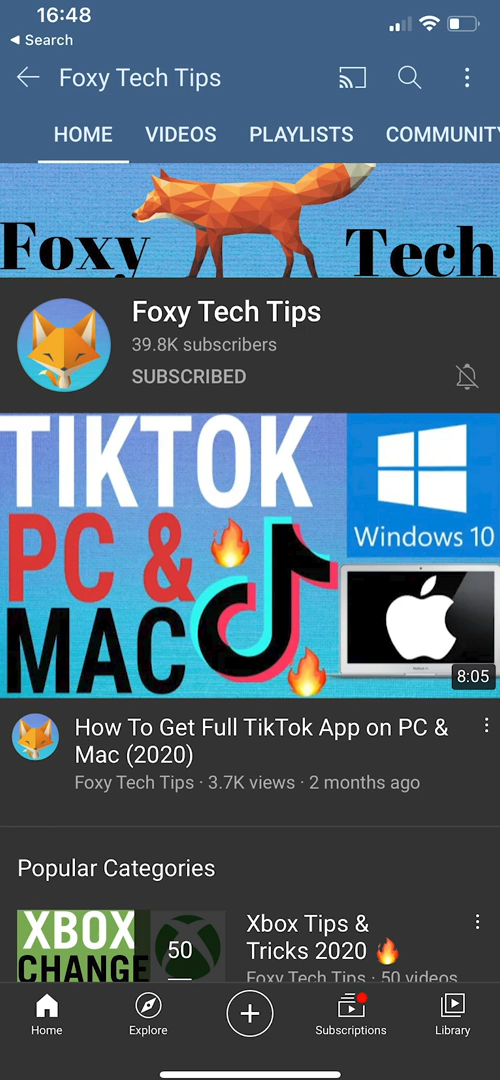 16:48
◀ Search
Foxy Tech Tips
HOME VIDEOS PLAYLISTS COMMUNITY
Foxy Tech
Foxy Tech Tips
39.8K subscribers
SUBSCRIBED
TIKTOK
PC &
MAC
Windows 10
8:05
How To Get Full TikTok App on PC &
Mac (2020)
Foxy Tech Tips · 3.7K views · 2 months ago
Popular Categories
XBOX
CHANGE
50
Xbox Tips &
Tricks 2020 🔥
Foxy Tech Tips · 50 videos
Home Explore Subscriptions Library